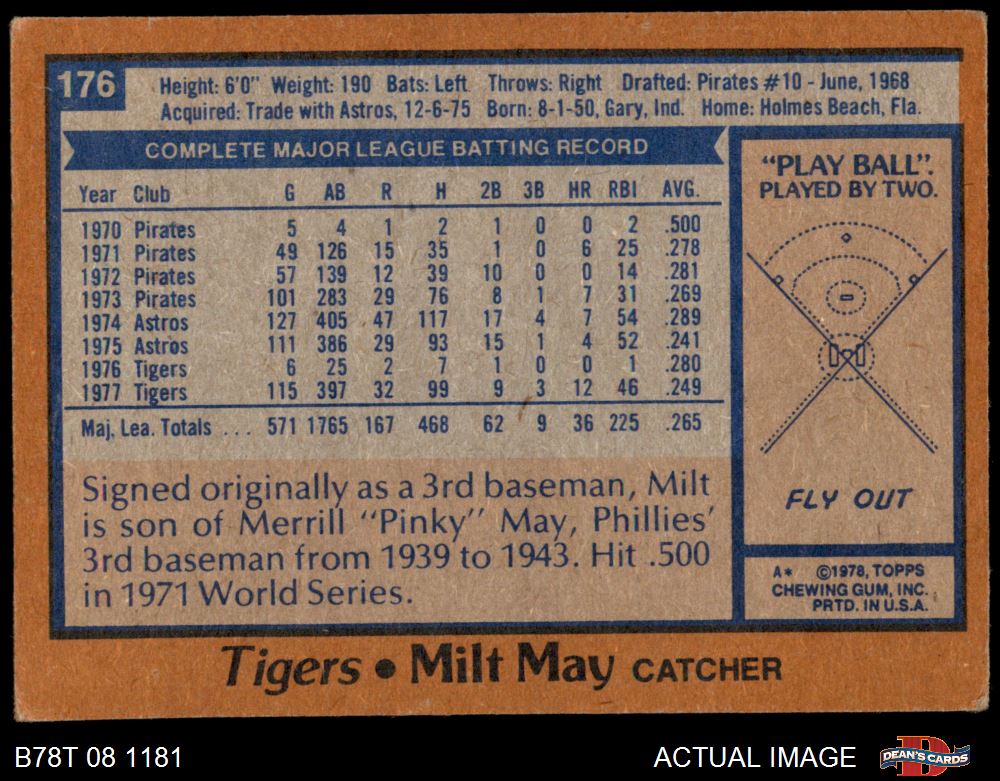 176
Height: 6'0" Weight: 190 Bats: Left Throws: Right Drafted: Pirates #10 - June, 1968
Acquired: Trade with Astros, 12-6-75 Born: 8-1-50, Gary, Ind. Home: Holmes Beach, Fla.
COMPLETE MAJOR LEAGUE BATTING RECORD
Year Club G AB R H 2B 3B HR RBI AVG.
1970 Pirates 5 4 1 2 1 0 0 2 .500
1971 Pirates 49 126 15 35 1 0 6 25 .278
1972 Pirates 57 139 12 39 10 0 0 14 .281
1973 Pirates 101 283 29 76 8 1 7 31 .269
1974 Astros 127 405 47 117 17 4 7 54 .289
1975 Astros 111 386 29 93 15 1 4 52 .241
1976 Tigers 6 25 2 7 1 0 0 1 .280
1977 Tigers 115 397 32 99 9 3 12 46 .249
Maj. Lea. Totals ... 571 1765 167 468 62 9 36 225 .265
Signed originally as a 3rd baseman, Milt
is son of Merrill "Pinky" May, Phillies'
3rd baseman from 1939 to 1943. Hit .500
in 1971 World Series.
"PLAY BALL".
PLAYED BY TWO.
FLY OUT
A* ©1978, TOPPS
CHEWING GUM, INC.
PRTD. IN U.S.A.
Tigers • Milt May CATCHER
B78T 08 1181
ACTUAL IMAGE
DEAN'S CARDS